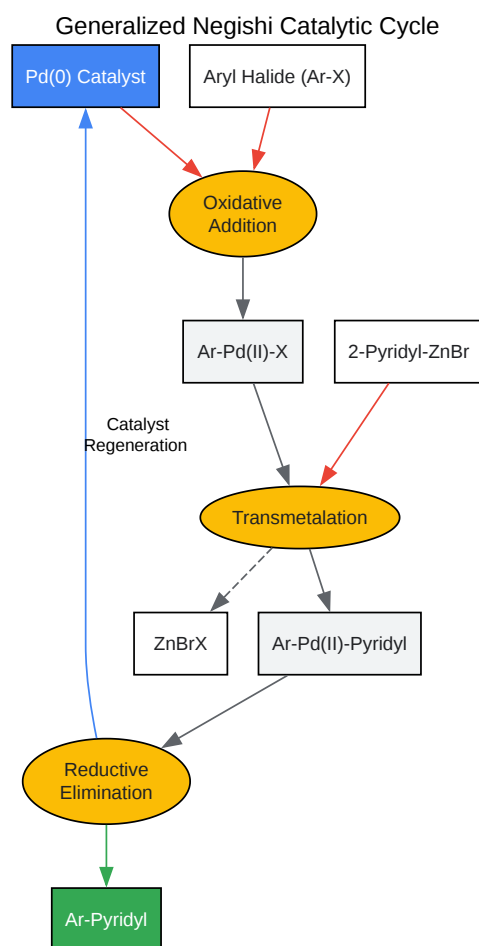 Generalized Negishi Catalytic Cycle
Pd(0) Catalyst
Aryl Halide (Ar-X)
Oxidative
Addition
Ar-Pd(II)-X
2-Pyridyl-ZnBr
Catalyst
Regeneration
Transmetalation
ZnBrX
Ar-Pd(II)-Pyridyl
Reductive
Elimination
Ar-Pyridyl